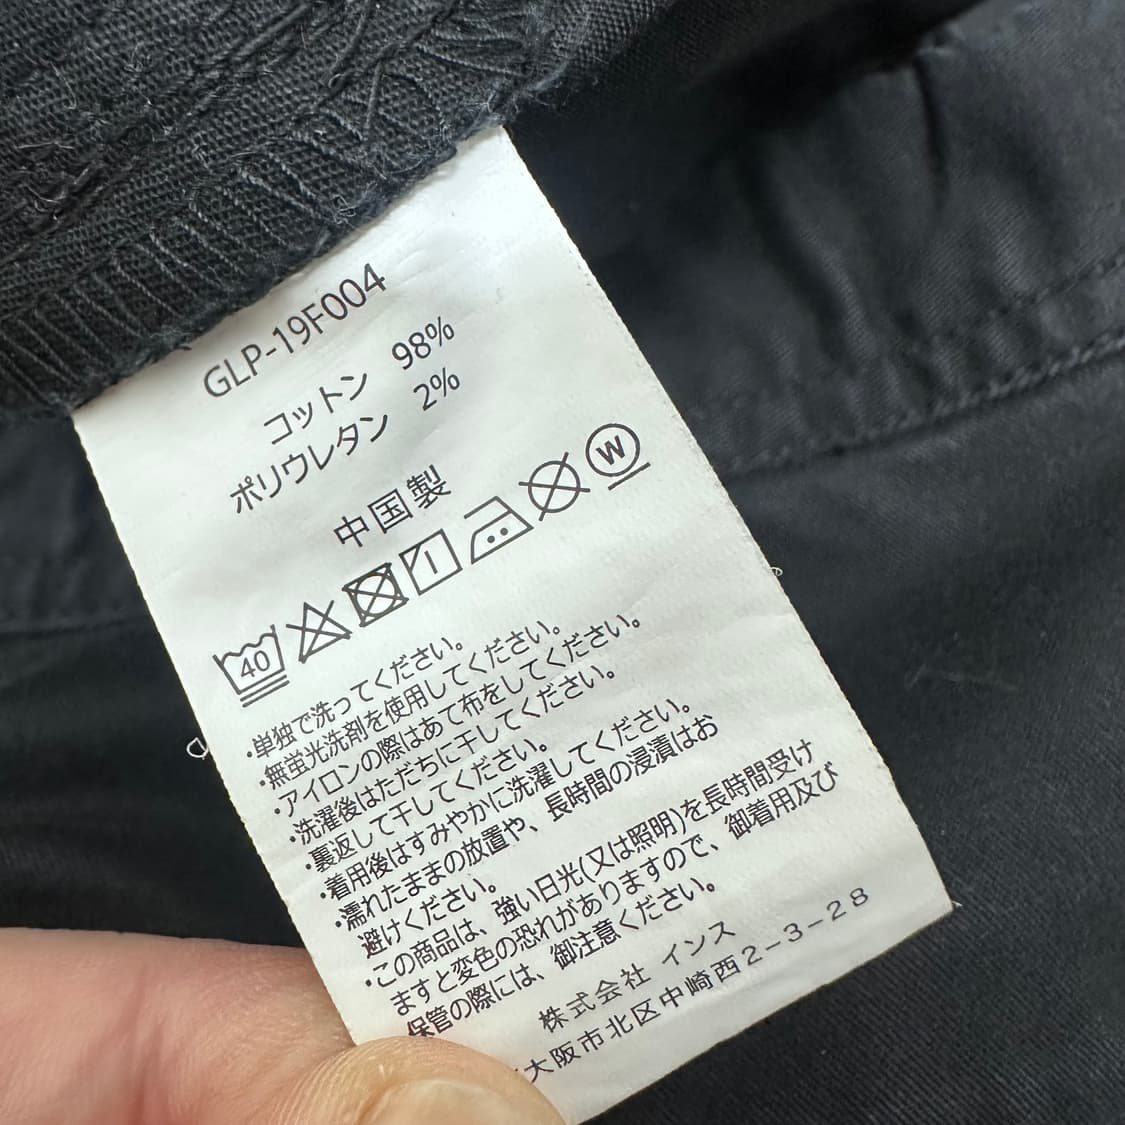 GLP-19F004
コットン 98%
ポリウレタン 2%
中国製
40 W
・単独で洗ってください。
・無蛍光洗剤を使用してください。
・アイロンの際はあて布をしてください。
・洗濯後はただちに干してください。
・裏返して干してください。
・着用後はすみやかに洗濯してください。
・濡れたままの放置や、長時間の浸漬はお
避けください。
・この商品は、強い日光(又は照明)を長時間受け
ますと変色の恐れがありますので、御着用及び
保管の際には、御注意ください。
株式会社 インス
大阪市北区中崎西2-3-28